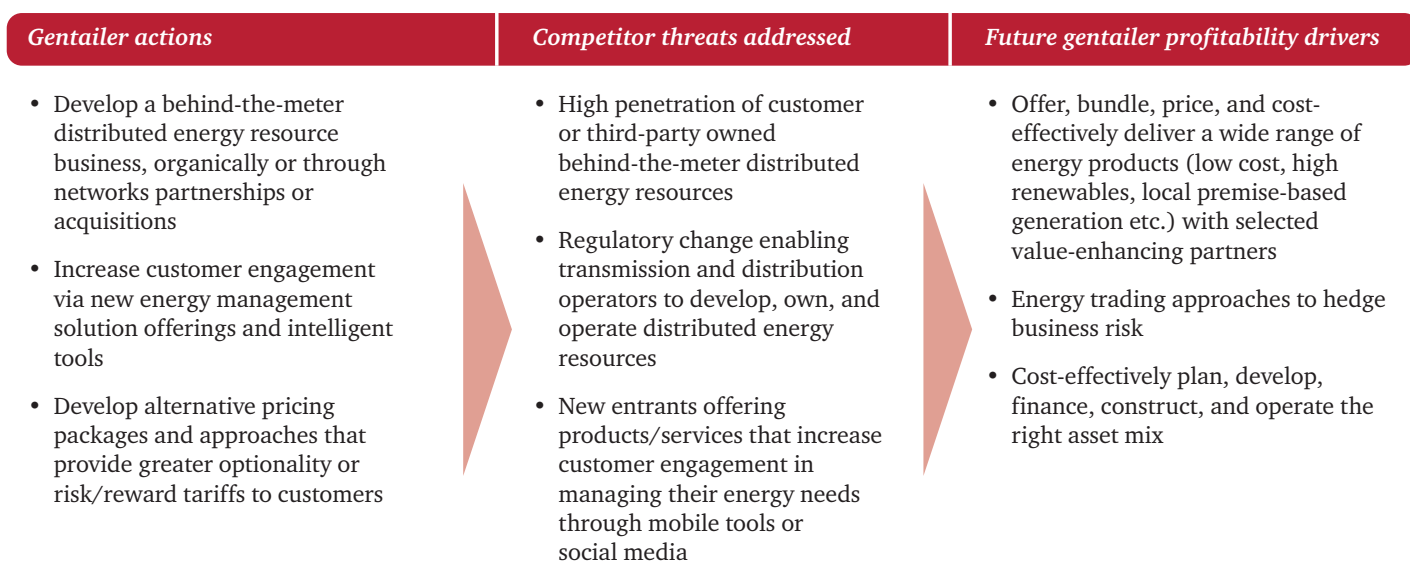 Gentailer actions
Competitor threats addressed
Future gentailer profitability drivers
• Develop a behind-the-meter
distributed energy resource
business, organically or through
networks partnerships or
acquisitions
• Increase customer engagement
via new energy management
solution offerings and intelligent
tools
• Develop alternative pricing
packages and approaches that
provide greater optionality or
risk/reward tariffs to customers
• High penetration of customer
or third-party owned
behind-the-meter distributed
energy resources
• Regulatory change enabling
transmission and distribution
operators to develop, own, and
operate distributed energy
resources
• New entrants offering
products/services that increase
customer engagement in
managing their energy needs
through mobile tools or
social media
• Offer, bundle, price, and cost-
effectively deliver a wide range of
energy products (low cost, high
renewables, local premise-based
generation etc.) with selected
value-enhancing partners
• Energy trading approaches to hedge
business risk
• Cost-effectively plan, develop,
finance, construct, and operate the
right asset mix